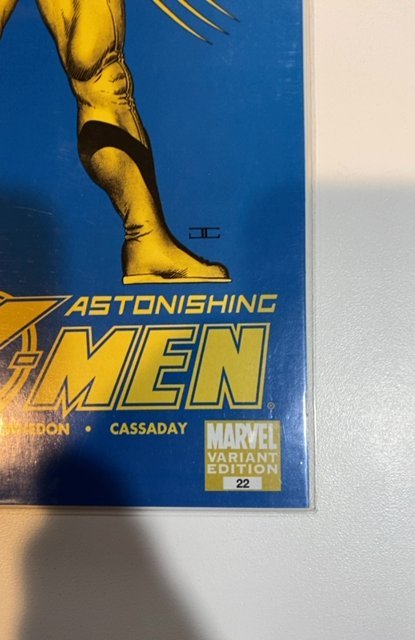 ASTONISHING
-MEN
• CASSADAY
MARVEL
VARIANT
EDITION
22